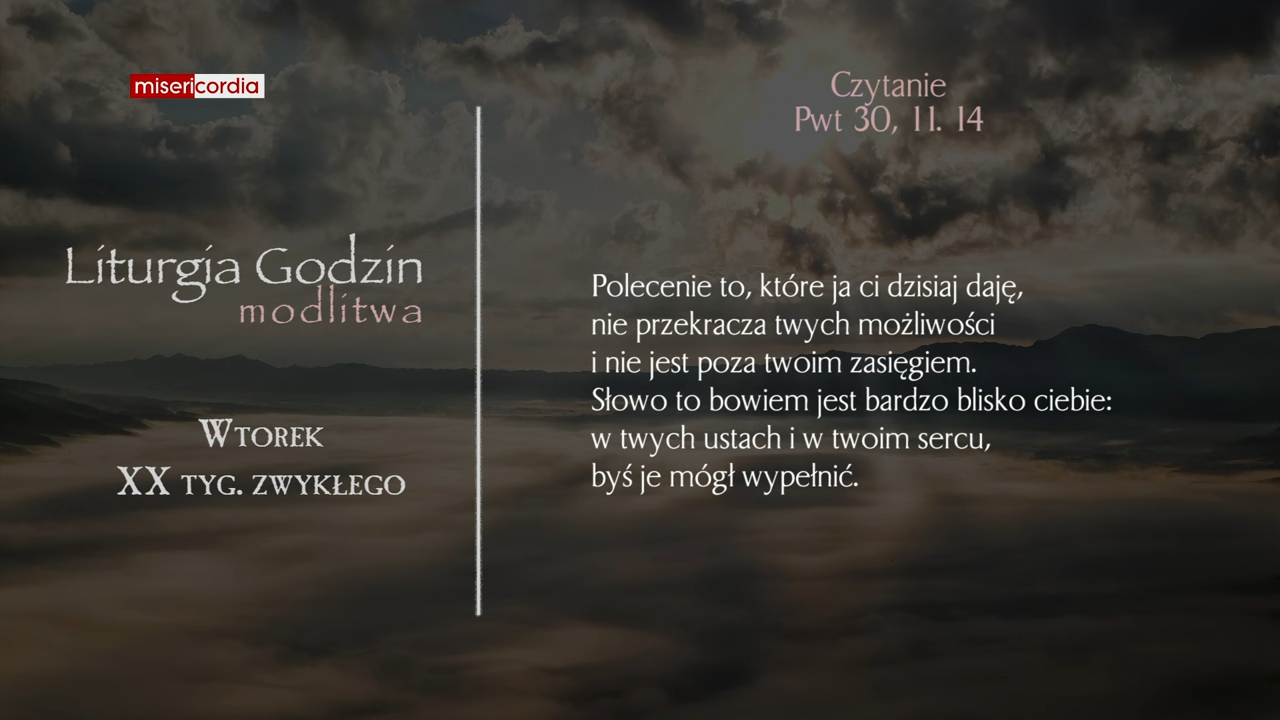 misericordia
Liturgia Godzin
modlitwa
Wtorek
XX tyg. zwykłego
Czytanie
Pwt 30, 11. 14
Polecenie to, które ja ci dzisiaj daję,
nie przekracza twych możliwości
i nie jest poza twoim zasięgiem.
Słowo to bowiem jest bardzo blisko ciebie:
w twych ustach i w twoim sercu,
byś je mógł wypełnić.